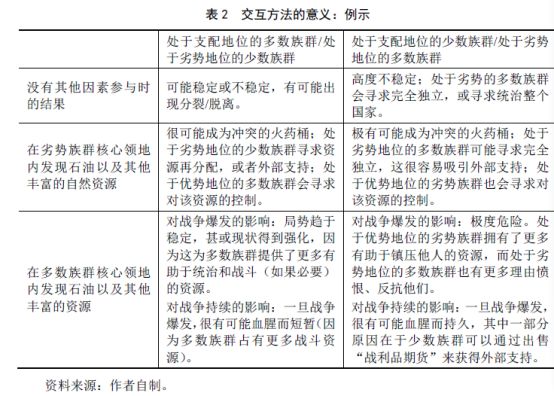 表 2　交互方法的意义：例示
处于支配地位的多数族群/处
于劣势地位的少数族群
处于支配地位的少数族群/处于劣势
地位的多数族群
没有其他因素参与时
的结果
可能稳定或不稳定，有可能出
现分裂/脱离。
高度不稳定；处于劣势的多数族群
会寻求完全独立，或寻求统治整个
国家。
在劣势族群核心领地
内发现石油以及其他
丰富的自然资源
很可能成为冲突的火药桶；处
于劣势地位的少数族群寻求资
源再分配，或者外部支持；处
于优势地位的多数族群会寻求
对该资源的控制。
极有可能成为冲突的火药桶；处于
劣势地位的多数族群可能寻求完全
独立，这很容易吸引外部支持；处
于优势地位的劣势族群也会寻求对
该资源的控制。
在多数族群核心领地
内发现石油以及其他
丰富的资源
对战争爆发的影响：局势趋于
稳定，甚或现状得到强化，因
为这为多数族群提供了更多有
助于统治和战斗（如果必要）
的资源。
对战争持续的影响：一旦战争
爆发，很有可能血腥而短暂（因
为多数族群占有更多战斗资
源）。
对战争爆发的影响：极度危险。处
于优势地位的劣势族群拥有了更多
有助于镇压他人的资源，而处于劣
势地位的多数族群也有更多理由愤
恨、反抗他们。
对战争持续的影响：一旦战争爆发，
很有可能血腥而持久，其中一部分
原因在于少数族群可以通过出售
“战利品期货”来获得外部支持。
资料来源：作者自制。